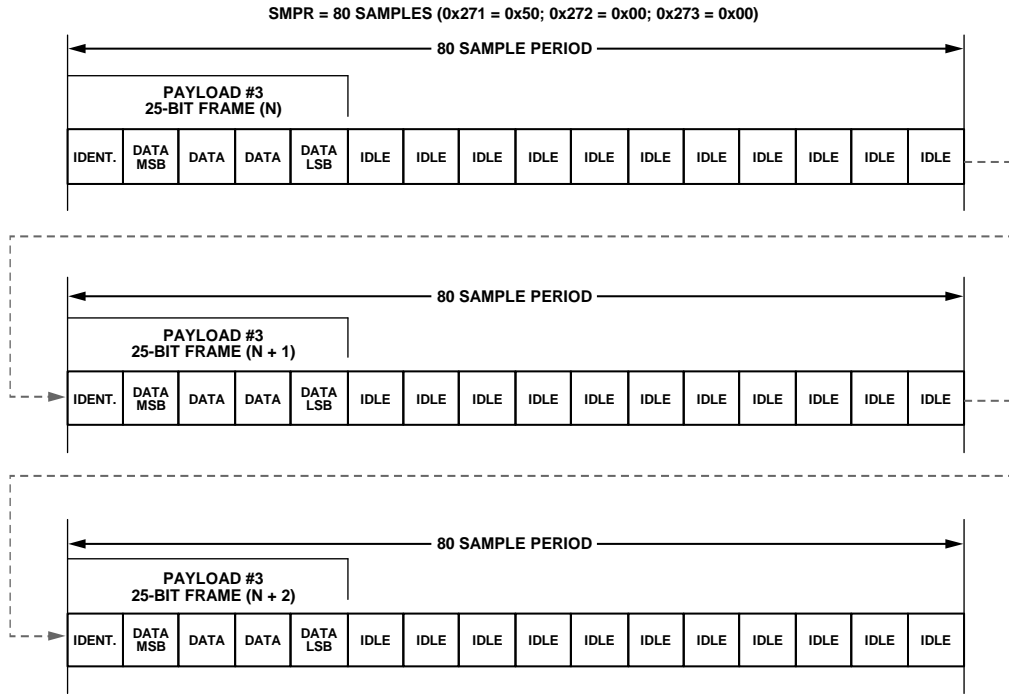 SMPR = 80 SAMPLES (0x271 = 0x50; 0x272 = 0x00; 0x273 = 0x00)
80 SAMPLE PERIOD
PAYLOAD #3
25-BIT FRAME (N)
IDENT. DATA MSB DATA DATA DATA LSB IDLE IDLE IDLE IDLE IDLE IDLE IDLE IDLE IDLE IDLE IDLE
80 SAMPLE PERIOD
PAYLOAD #3
25-BIT FRAME (N + 1)
IDENT. DATA MSB DATA DATA DATA LSB IDLE IDLE IDLE IDLE IDLE IDLE IDLE IDLE IDLE IDLE IDLE
80 SAMPLE PERIOD
PAYLOAD #3
25-BIT FRAME (N + 2)
IDENT. DATA MSB DATA DATA DATA LSB IDLE IDLE IDLE IDLE IDLE IDLE IDLE IDLE IDLE IDLE IDLE